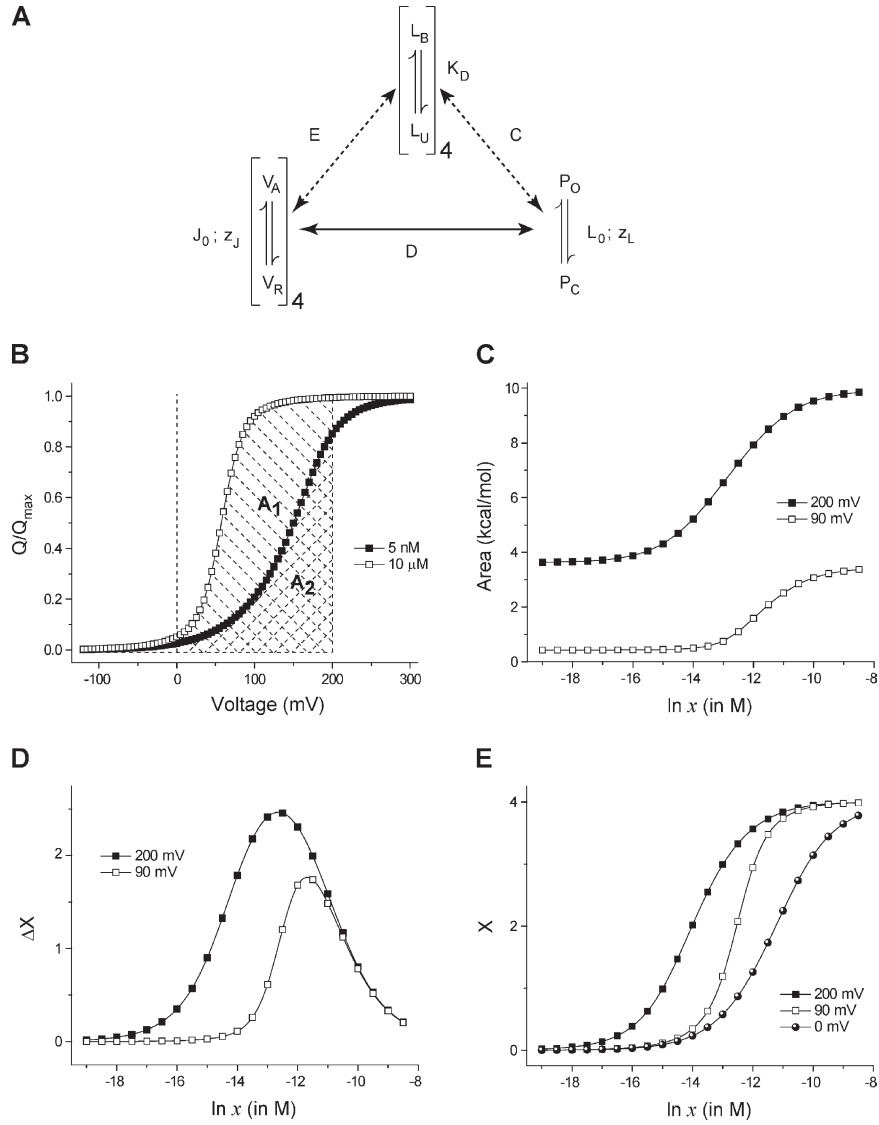 A
L_B
K_D
L_U
4
E
C
V_A
P_O
J_0 ; z_J
L_0 ; z_L
D
V_R
4
P_C
B
Q/Q_max
1.0
0.8
0.6
0.4
0.2
0.0
A_1
A_2
5 nM
10 μM
-100
0
100
200
300
Voltage (mV)
C
Area (kcal/mol)
10
8
6
4
2
0
200 mV
90 mV
-18
-16
-14
-12
-10
-8
ln x (in M)
D
ΔX
2
1
0
200 mV
90 mV
-18
-16
-14
-12
-10
-8
ln x (in M)
E
X
4
2
0
200 mV
90 mV
0 mV
-18
-16
-14
-12
-10
-8
ln x (in M)